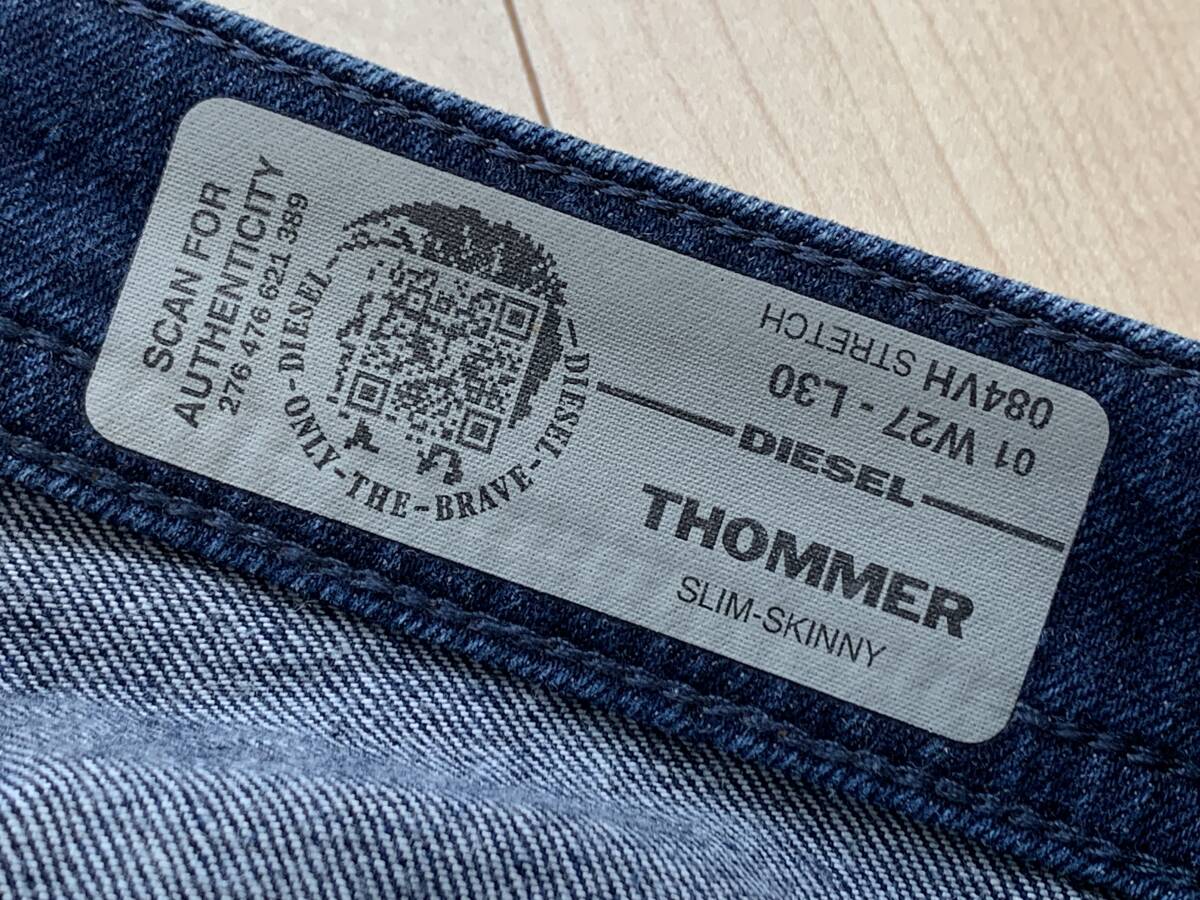 SCAN FOR
AUTHENTICITY
276 476 621 389
DIESEL-ONLY-THE-BRAVE-DIESEL
DIESEL
THOMMER
SLIM-SKINNY
01 W27 - L30
084VH STRETCH